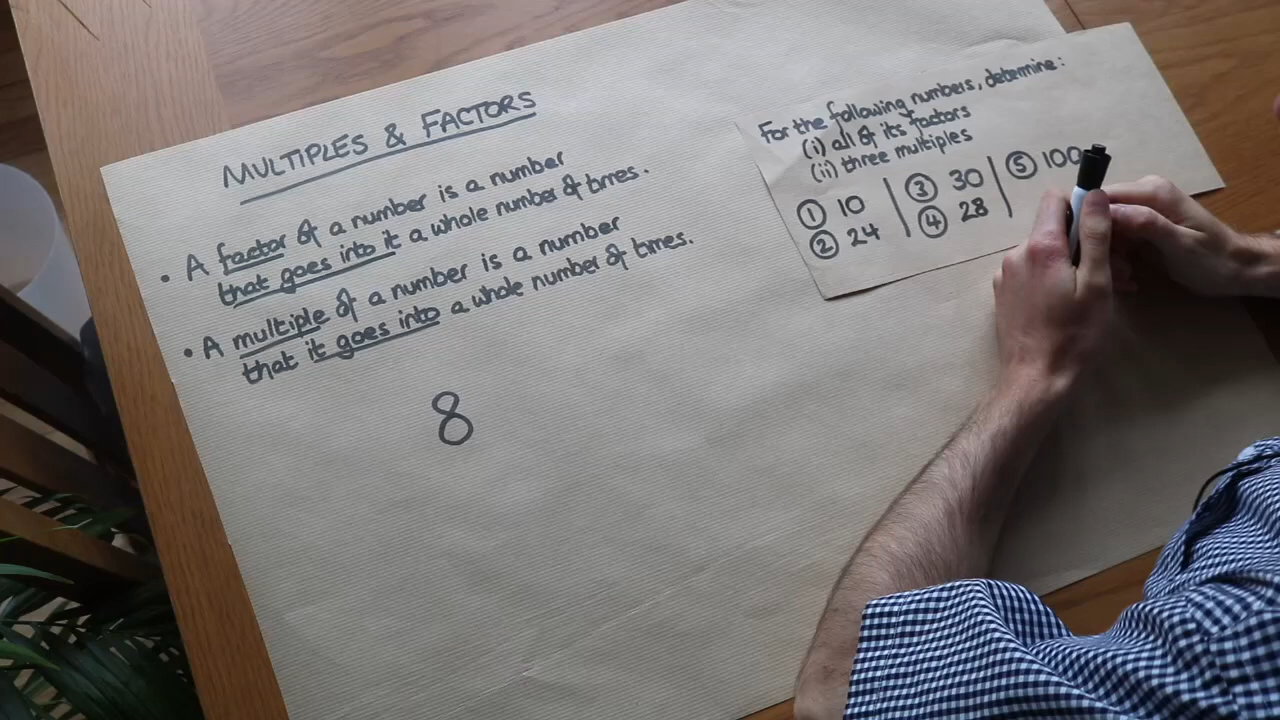 MULTIPLES & FACTORS
• A factor of a number is a number
that goes into it a whole number of times.
• A multiple of a number is a number
that it goes into a whole number of times.
8
For the following numbers, determine:
(i) all of its factors
(ii) three multiples
① 10
② 24
③ 30
④ 28
⑤ 100